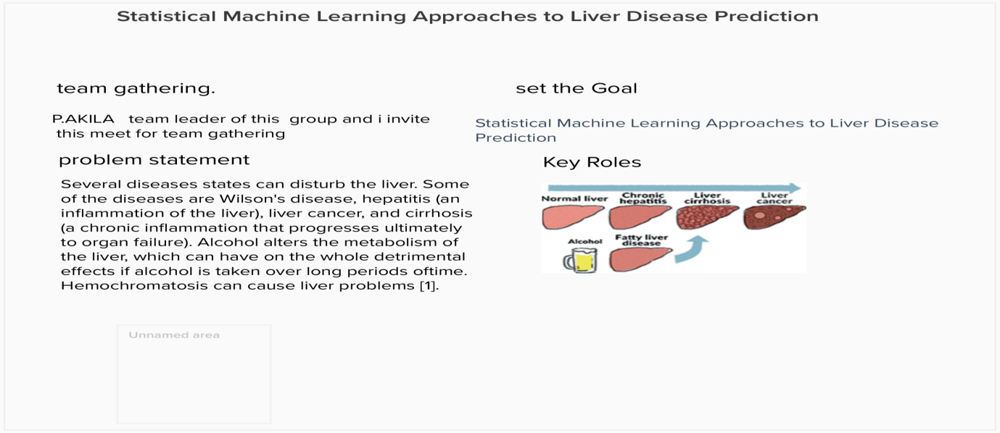 Statistical Machine Learning Approaches to Liver Disease Prediction
team gathering.
P.AKILA team leader of this group and i invite
this meet for team gathering
problem statement
Several diseases states can disturb the liver. Some
of the diseases are Wilson's disease, hepatitis (an
inflammation of the liver), liver cancer, and cirrhosis
(a chronic inflammation that progresses ultimately
to organ failure). Alcohol alters the metabolism of
the liver, which can have on the whole detrimental
effects if alcohol is taken over long periods oftime.
Hemochromatosis can cause liver problems [1].
Unnamed area
set the Goal
Statistical Machine Learning Approaches to Liver Disease
Prediction
Key Roles
Normal liver
Chronic
hepatitis
Liver
cirrhosis
Liver
cancer
Alcohol
Fatty liver
disease